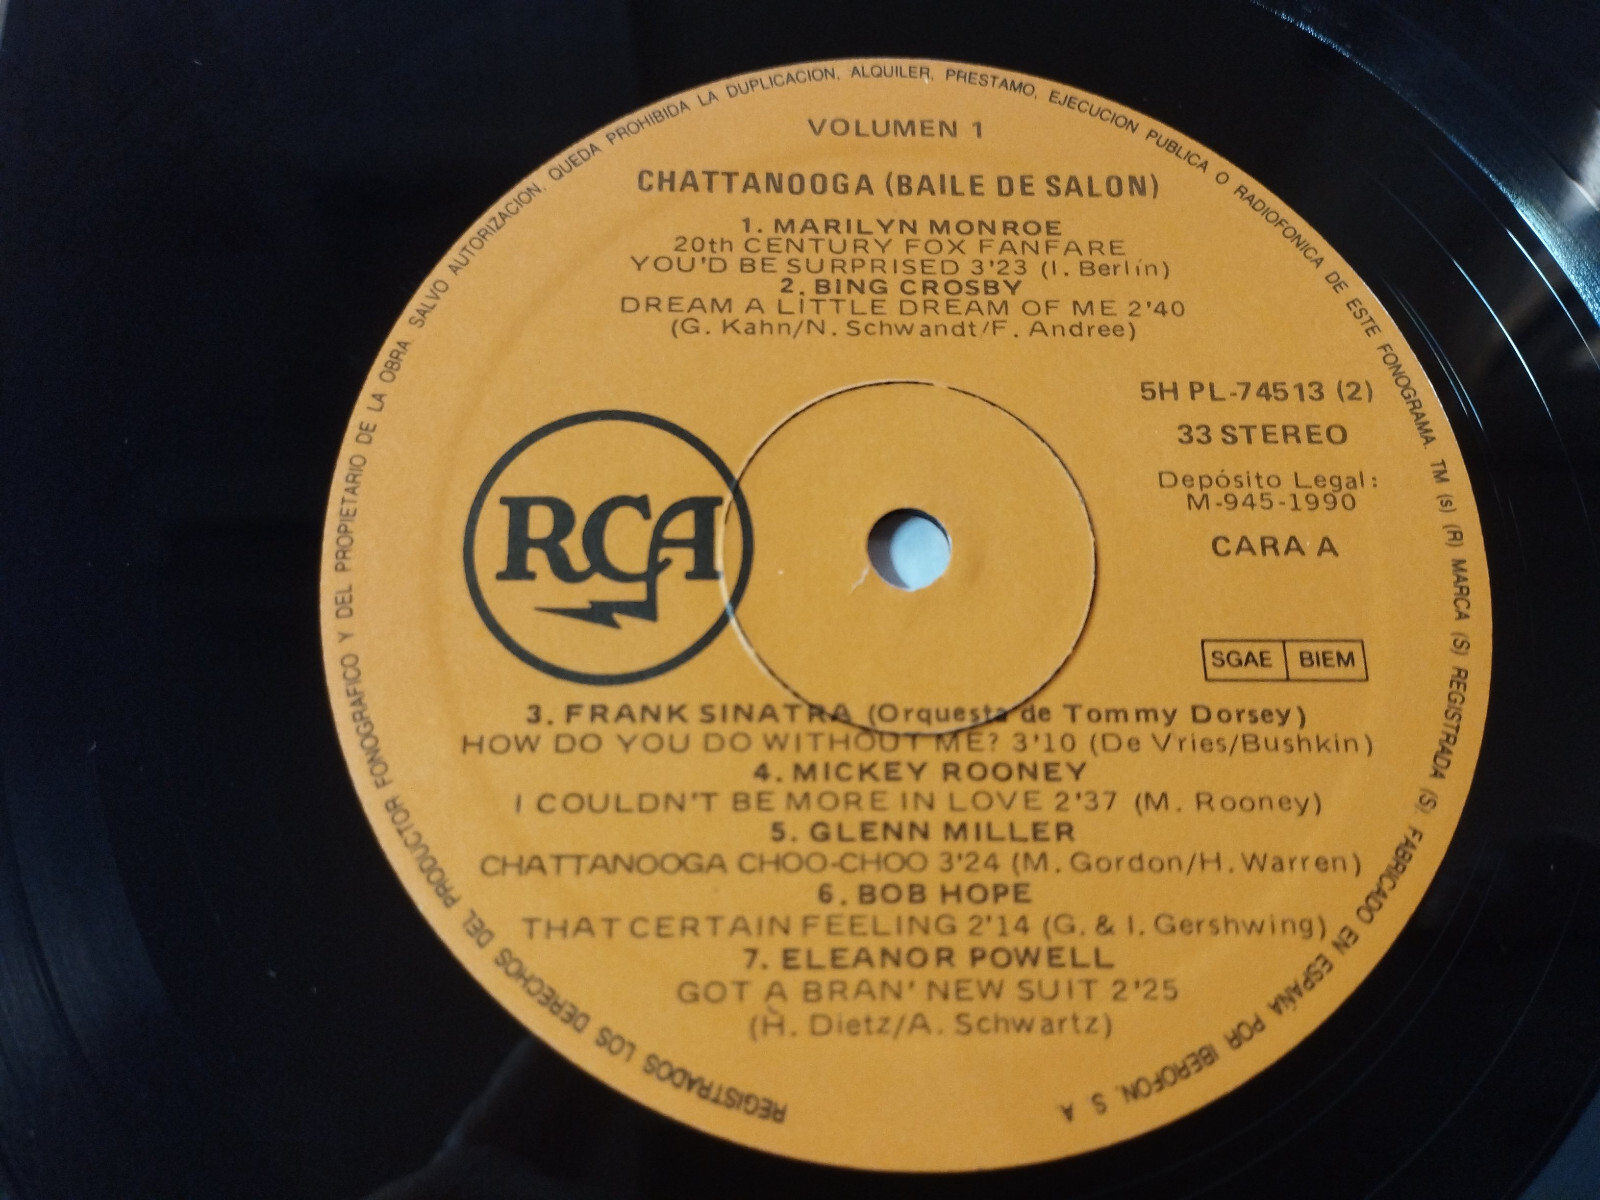 VOLUMEN 1
CHATTANOOGA (BAILE DE SALON)
1. MARILYN MONROE
20th CENTURY FOX FANFARE
YOU'D BE SURPRISED 3'23 (I. Berlin)
2. BING CROSBY
DREAM A LITTLE DREAM OF ME 2'40
(G. Kahn/N. Schwandt/F. Andree)
5H PL-74513 (2)
33 STEREO
Depósito Legal:
M-945-1990
CARA A
RCA
SGAE BIEM
3. FRANK SINATRA (Orquesta de Tommy Dorsey)
HOW DO YOU DO WITHOUT ME? 3'10 (De Vries/Bushkin)
4. MICKEY ROONEY
I COULDN'T BE MORE IN LOVE 2'37 (M. Rooney)
5. GLENN MILLER
CHATTANOOGA CHOO-CHOO 3'24 (M. Gordon/H. Warren)
6. BOB HOPE
THAT CERTAIN FEELING 2'14 (G. & I. Gershwing)
7. ELEANOR POWELL
GOT A BRAN' NEW SUIT 2'25
(H. Dietz/A. Schwartz)
REGISTRADOS LOS DERECHOS DEL PRODUCTOR FONOGRAFICO Y DEL PROPIETARIO DE LA OBRA. SALVO AUTORIZACION, QUEDA PROHIBIDA LA DUPLICACION, ALQUILER, PRESTAMO, EJECUCION PUBLICA O RADIOFONICA DE ESTE FONOGRAMA. TM (s) (R) MARCA (S) REGISTRADA (S). FABRICADO EN ESPAÑA POR IBEROFON, S A